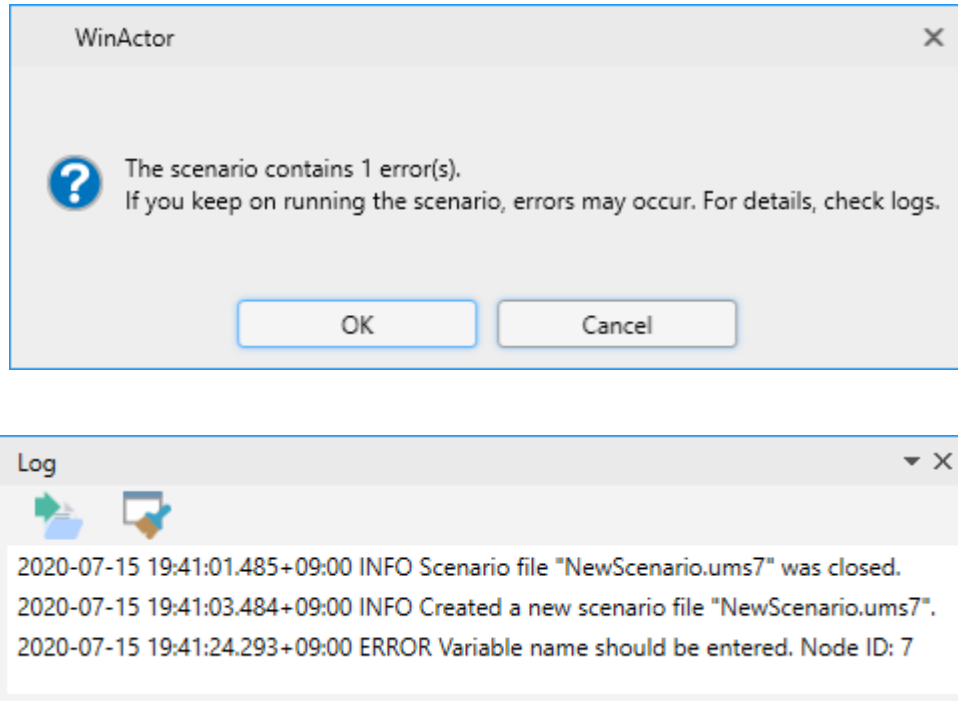 WinActor
The scenario contains 1 error(s).
If you keep on running the scenario, errors may occur. For details, check logs.
OK
Cancel
Log
2020-07-15 19:41:01.485+09:00 INFO Scenario file "NewScenario.ums7" was closed.
2020-07-15 19:41:03.484+09:00 INFO Created a new scenario file "NewScenario.ums7".
2020-07-15 19:41:24.293+09:00 ERROR Variable name should be entered. Node ID: 7